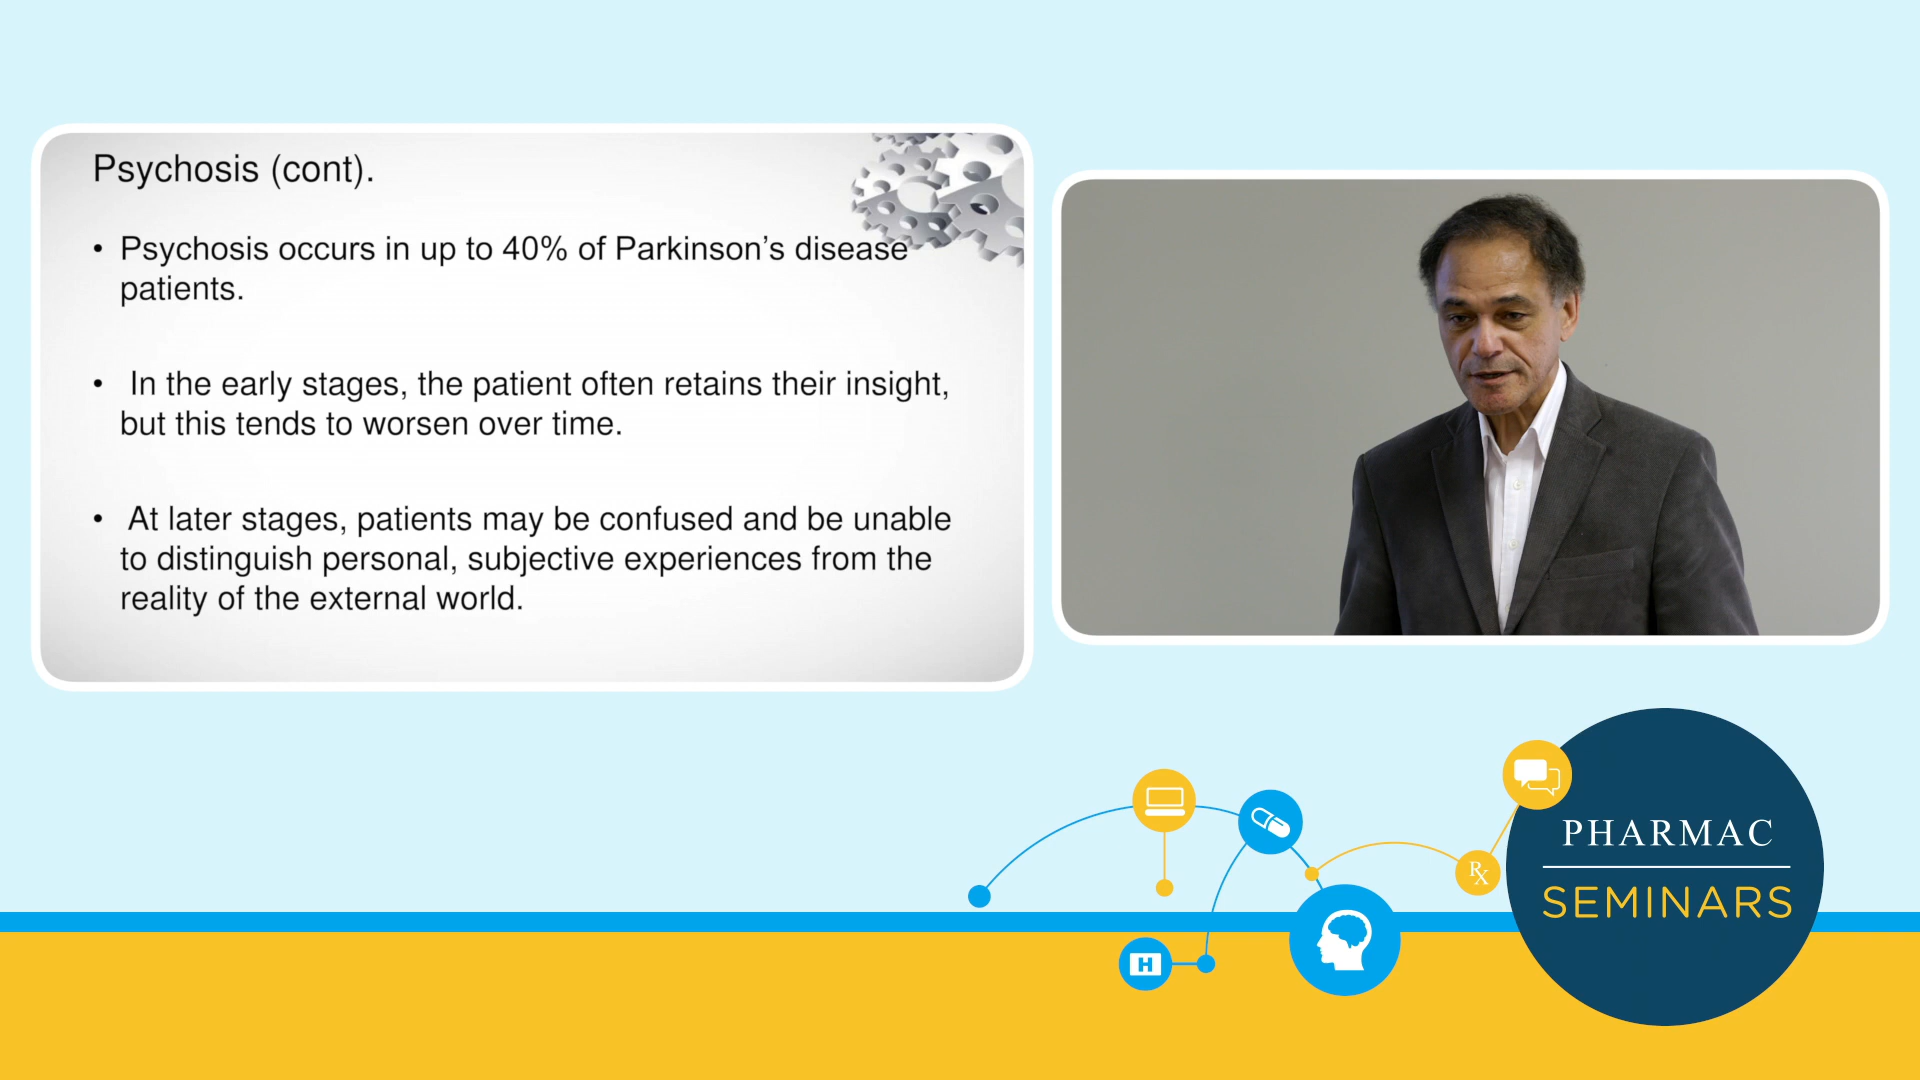 Psychosis (cont).
• Psychosis occurs in up to 40% of Parkinson's disease
patients.
• In the early stages, the patient often retains their insight,
but this tends to worsen over time.
• At later stages, patients may be confused and be unable
to distinguish personal, subjective experiences from the
reality of the external world.
Rx
H
PHARMAC
SEMINARS